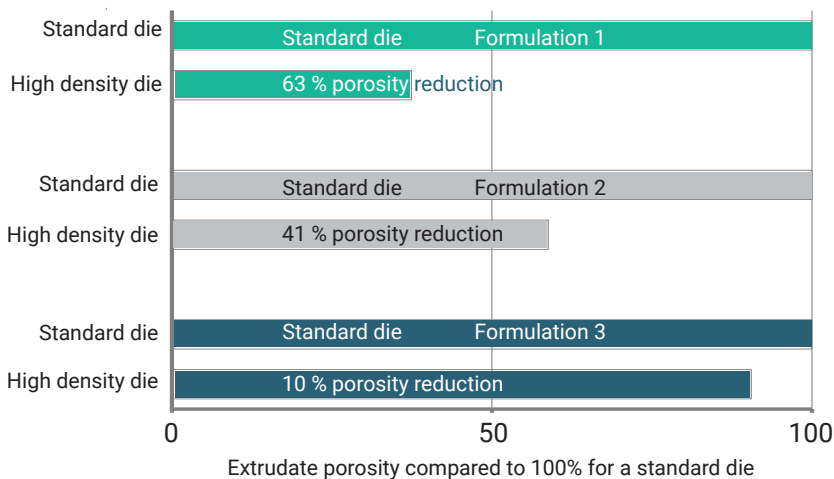 Standard die
Standard die Formulation 1
High density die
63 % porosity reduction
Standard die
Standard die Formulation 2
High density die
41 % porosity reduction
Standard die
Standard die Formulation 3
High density die
10 % porosity reduction
0 50 100
Extrudate porosity compared to 100% for a standard die